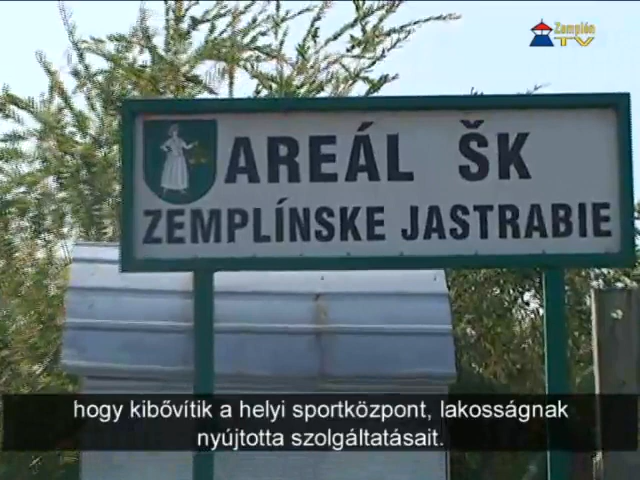 Zemplén
TV
AREÁL ŠK
ZEMPLÍNSKE JASTRABIE
hogy kibővítik a helyi sportközpont, lakosságnak
nyújtotta szolgáltatásait.